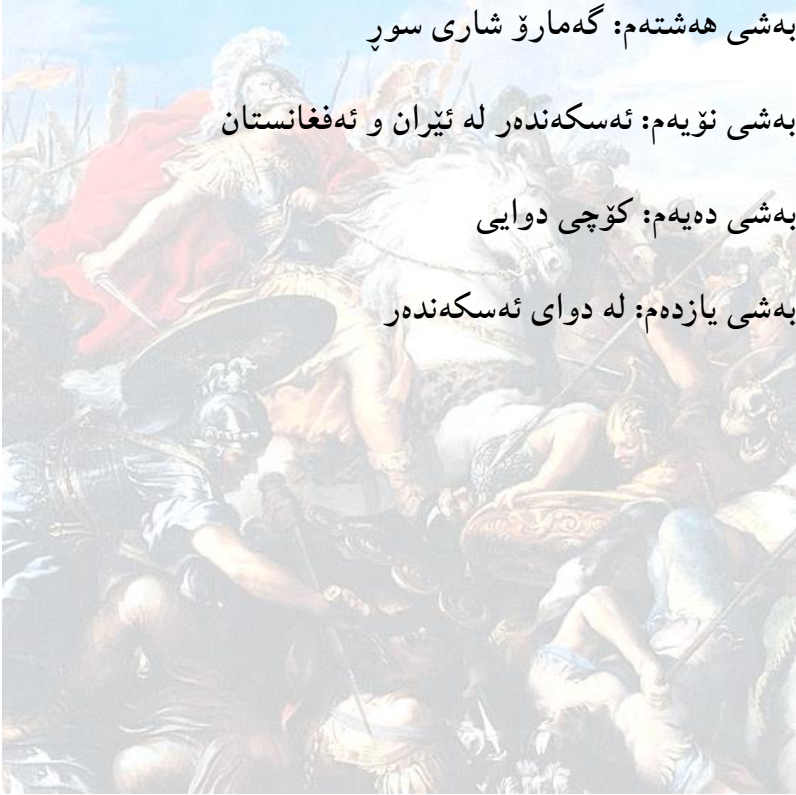 بەشی هەشتەم: گەمارۆ شاری سوڕ
بەشی نۆیەم: ئەسکەندەر لە ئێران و ئەفغانستان
بەشی دەیەم: کۆچی دوایی
بەشی یازدەم: لە دوای ئەسکەندەر